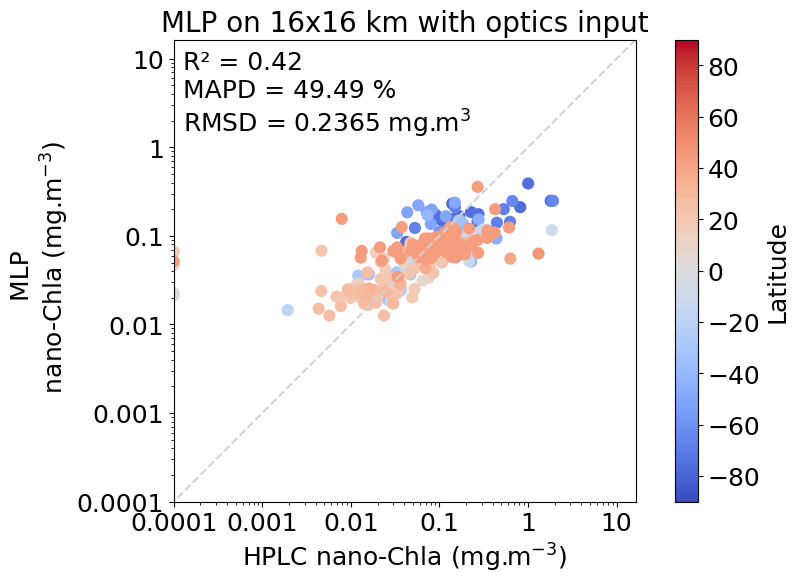 MLP on 16x16 km with optics input
R² = 0.42
MAPD = 49.49 %
RMSD = 0.2365 mg.m³
10
1
0.1
0.01
0.001
0.0001
MLP
nano-Chla (mg.m⁻³)
0.0001
0.001
0.01
0.1
1
10
HPLC nano-Chla (mg.m⁻³)
80
60
40
20
0
−20
−40
−60
−80
Latitude